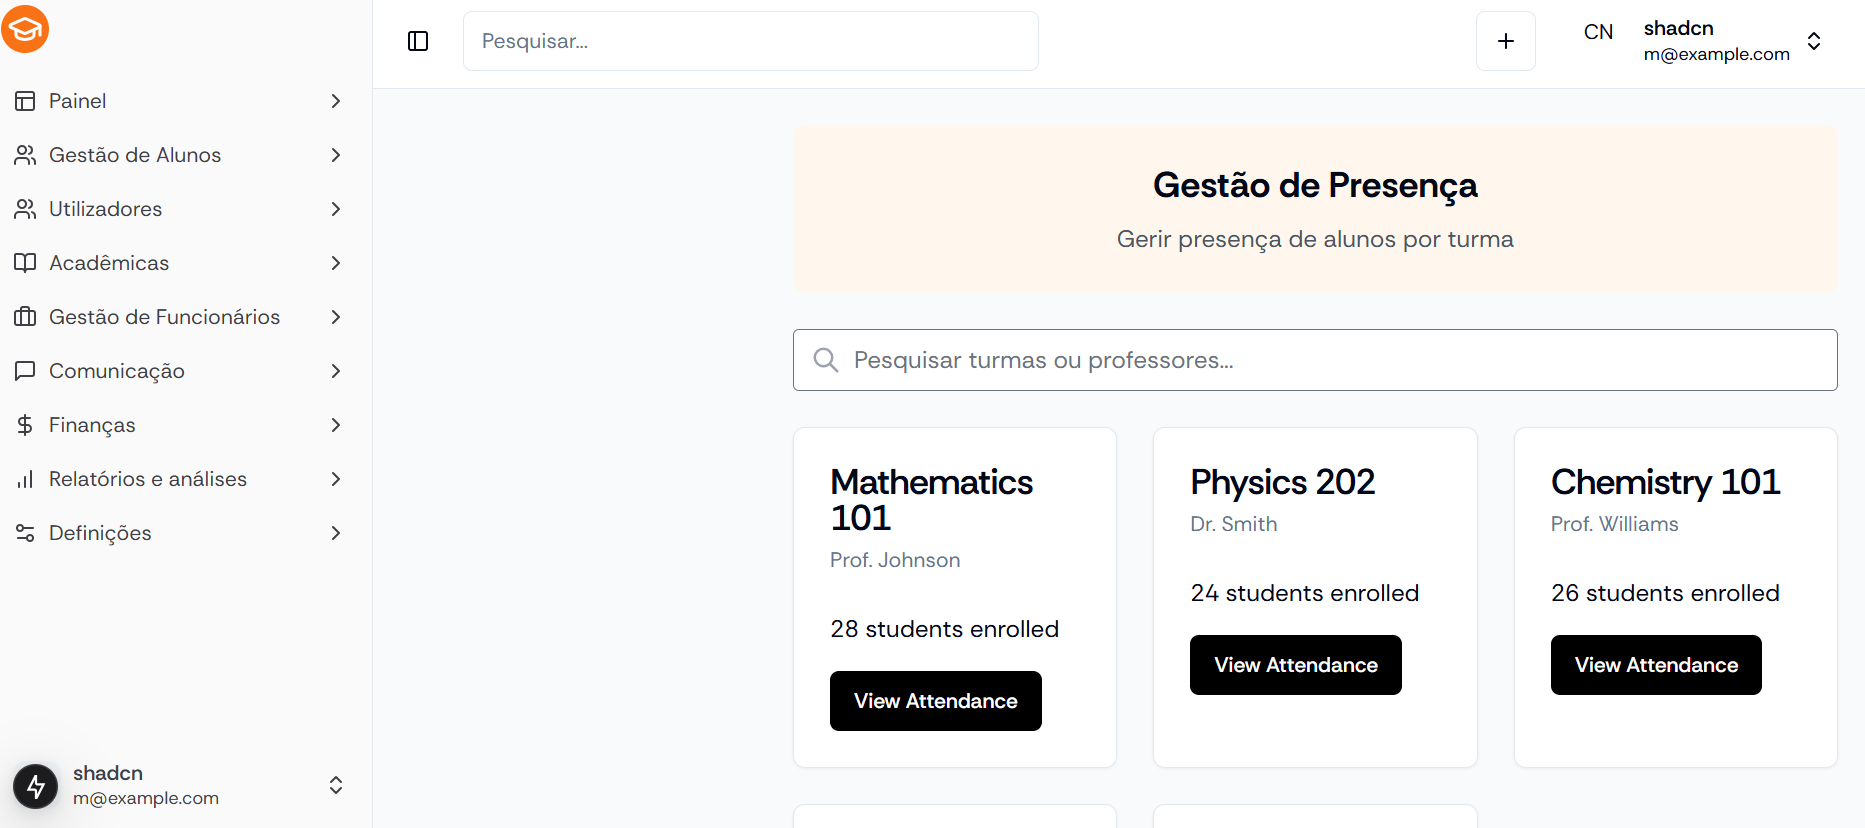 Painel
Gestão de Alunos
Utilizadores
Acadêmicas
Gestão de Funcionários
Comunicação
Finanças
Relatórios e análises
Definições
shadcn
m@example.com
Pesquisar...
CN
shadcn
m@example.com
Gestão de Presença
Gerir presença de alunos por turma
Pesquisar turmas ou professores...
Mathematics
101
Prof. Johnson
28 students enrolled
View Attendance
Physics 202
Dr. Smith
24 students enrolled
View Attendance
Chemistry 101
Prof. Williams
26 students enrolled
View Attendance